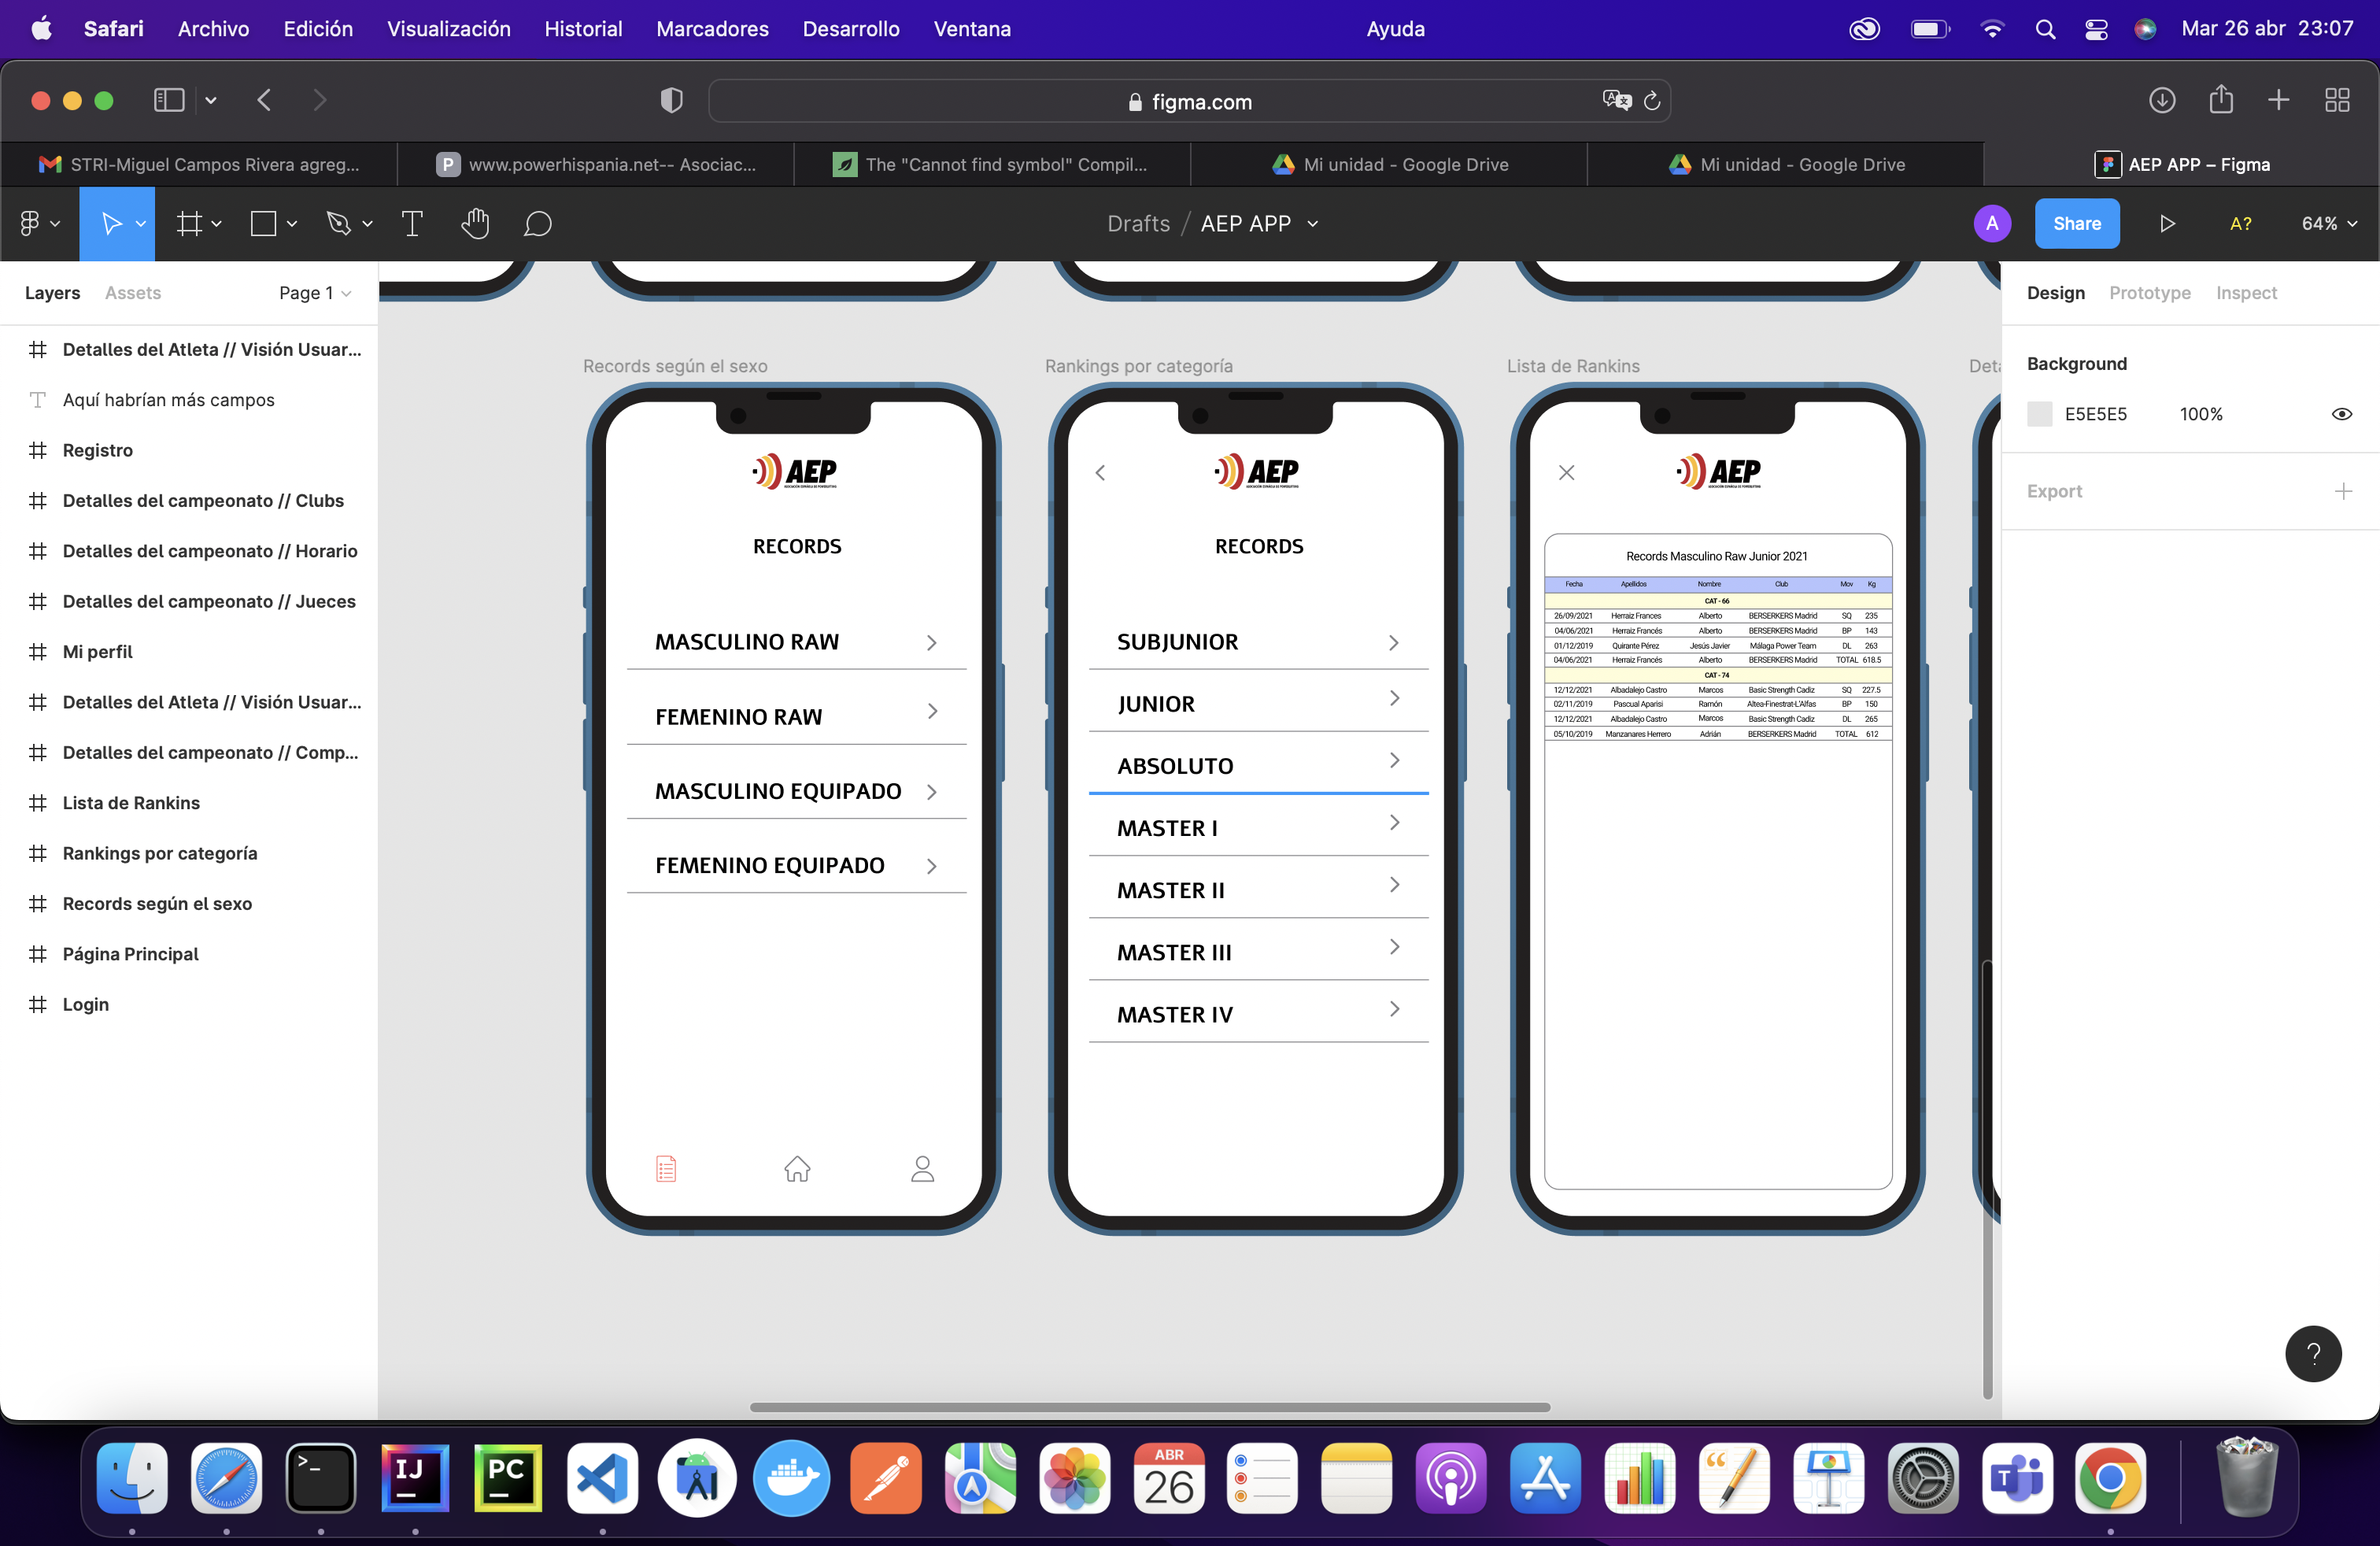 Safari Archivo Edición Visualización Historial Marcadores Desarrollo Ventana Ayuda Mar 26 abr 23:07
figma.com
STRI-Miguel Campos Rivera agreg...
P www.powerhispania.net-- Asociac...
The "Cannot find symbol" Compil...
Mi unidad - Google Drive
Mi unidad - Google Drive
AEP APP – Figma
Drafts / AEP APP
A
Share
A?
64%
Layers Assets Page 1
Detalles del Atleta // Visión Usuar...
Aquí habrían más campos
Registro
Detalles del campeonato // Clubs
Detalles del campeonato // Horario
Detalles del campeonato // Jueces
Mi perfil
Detalles del Atleta // Visión Usuar...
Detalles del campeonato // Comp...
Lista de Rankins
Rankings por categoría
Records según el sexo
Página Principal
Login
Records según el sexo
AEP
RECORDS
MASCULINO RAW
FEMENINO RAW
MASCULINO EQUIPADO
FEMENINO EQUIPADO
Rankings por categoría
AEP
RECORDS
SUBJUNIOR
JUNIOR
ABSOLUTO
MASTER I
MASTER II
MASTER III
MASTER IV
Lista de Rankins
AEP
Records Masculino Raw Junior 2021
Fecha Apellidos Nombre Club Mov Kg
CAT - 66
26/09/2021 Herraiz Frances Alberto BERSERKERS Madrid SQ 235
04/06/2021 Herraiz Francés Alberto BERSERKERS Madrid BP 143
01/12/2019 Quirante Pérez Jesús Javier Málaga Power Team DL 263
04/06/2021 Herraiz Francés Alberto BERSERKERS Madrid TOTAL 618.5
CAT - 74
12/12/2021 Albadalejo Castro Marcos Basic Strength Cadiz SQ 227.5
02/11/2019 Pascual Aparisi Ramón Altea-Finestrat-L'Alfas BP 150
12/12/2021 Albadalejo Castro Marcos Basic Strength Cadiz DL 265
05/10/2019 Manzanares Herrero Adrián BERSERKERS Madrid TOTAL 612
Deta
Design Prototype Inspect
Background
E5E5E5 100%
Export
?
>_
IJ
PC
ABR
26
T